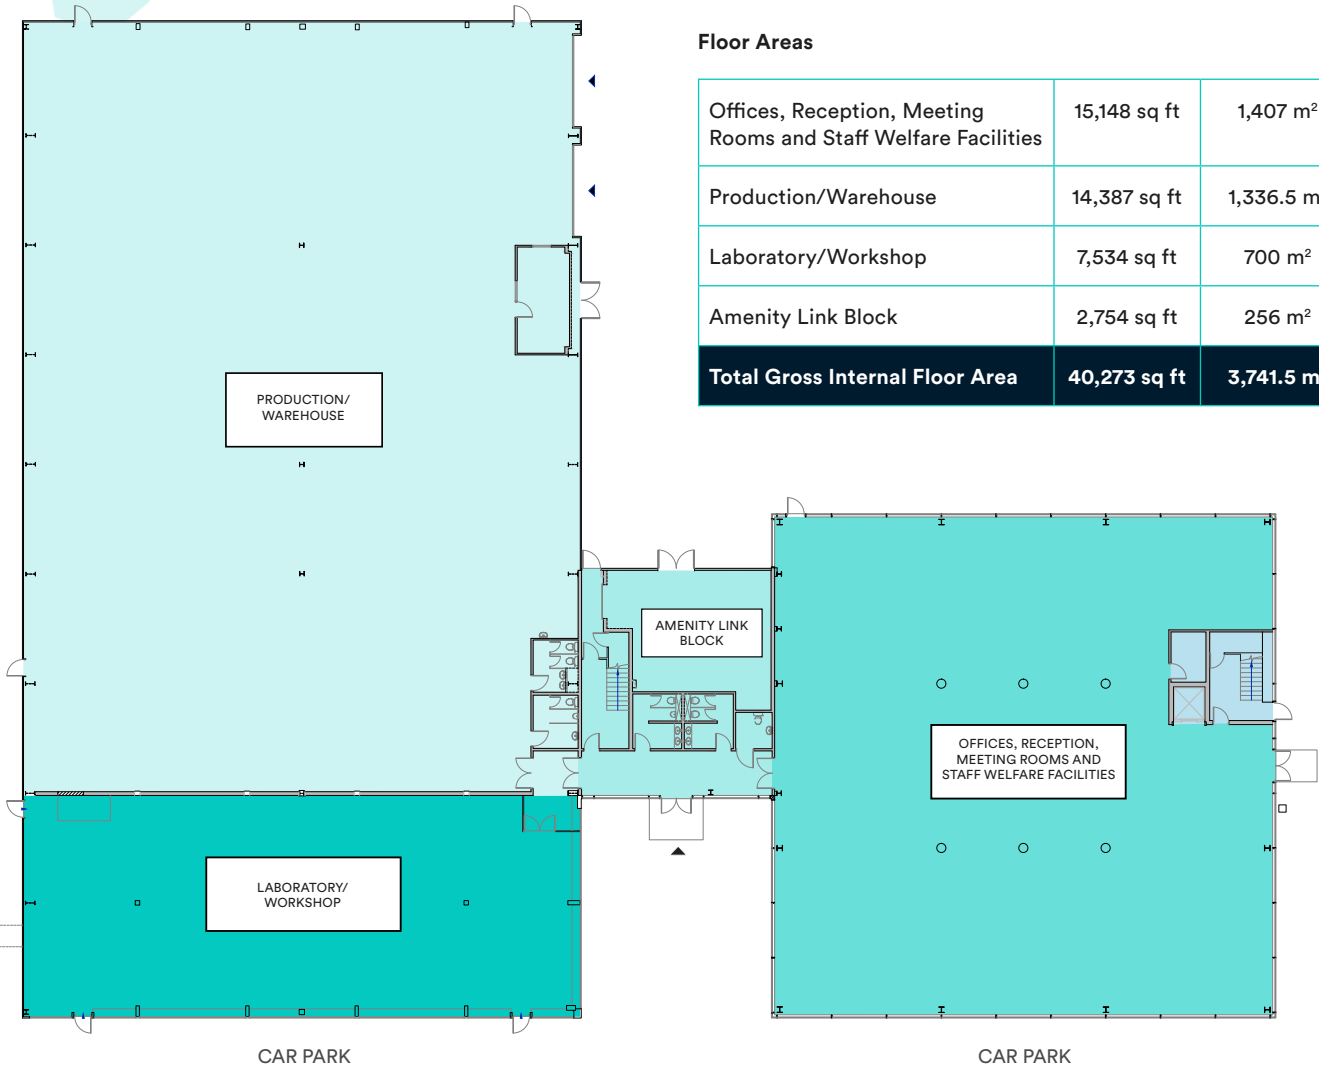 Floor Areas
Offices, Reception, Meeting Rooms and Staff Welfare Facilities 15,148 sq ft 1,407 m²
Production/Warehouse 14,387 sq ft 1,336.5 m
Laboratory/Workshop 7,534 sq ft 700 m²
Amenity Link Block 2,754 sq ft 256 m²
Total Gross Internal Floor Area 40,273 sq ft 3,741.5 m
PRODUCTION/
WAREHOUSE
AMENITY LINK
BLOCK
OFFICES, RECEPTION,
MEETING ROOMS AND
STAFF WELFARE FACILITIES
LABORATORY/
WORKSHOP
CAR PARK
CAR PARK